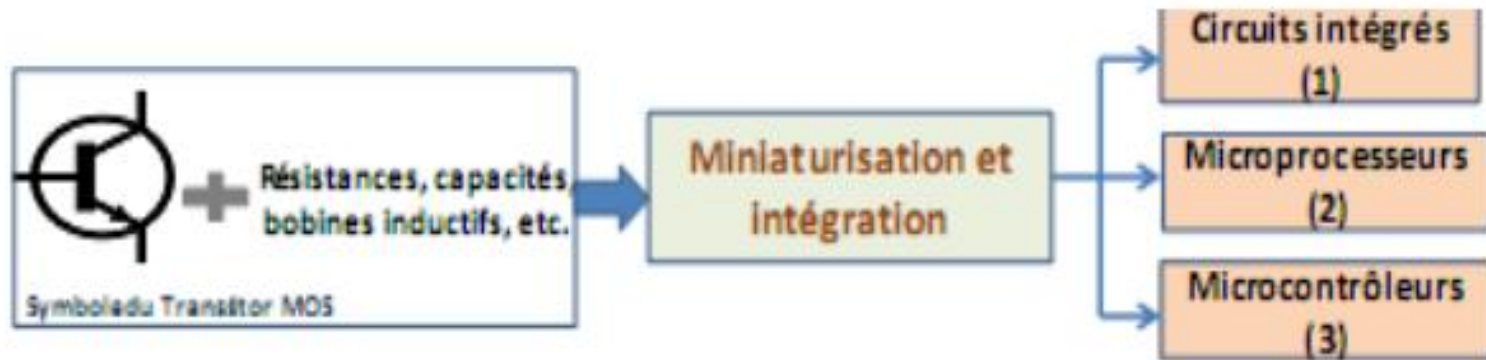 Résistances, capacités,
bobines inductifs, etc.
Symboledu Transitor MOS
Miniaturisation et
intégration
Circuits intégrés
(1)
Microprocesseurs
(2)
Microcontrôleurs
(3)